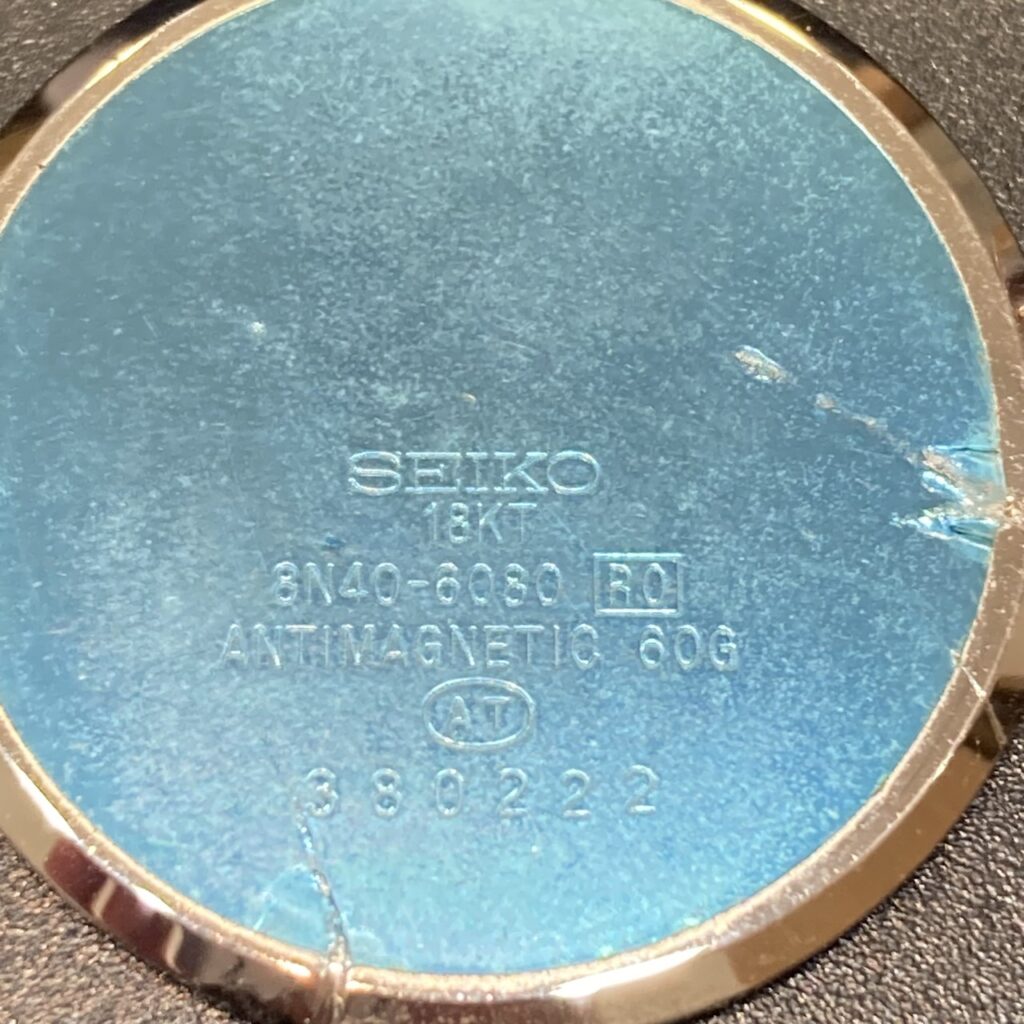 SEIKO
18KT
8N40-6080 R0
ANTIMAGNETIC 60G
AT
380222